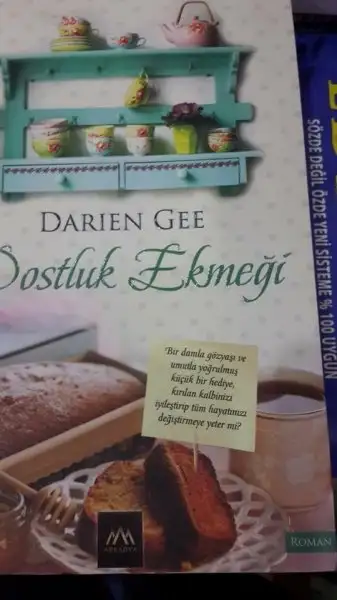 DARIEN GEE
Dostluk Ekmeği
Bir damla gözyaşı ve
umutla yoğrulmuş
küçük bir hediye,
kırılan kalbinizi
iyileştirip tüm hayatınızı
değiştirmeye yeter mi?
ARKADYA
ROMAN
SÖZDE DEĞİL ÖZDE YENİ SİSTEME % 100 UYGUN